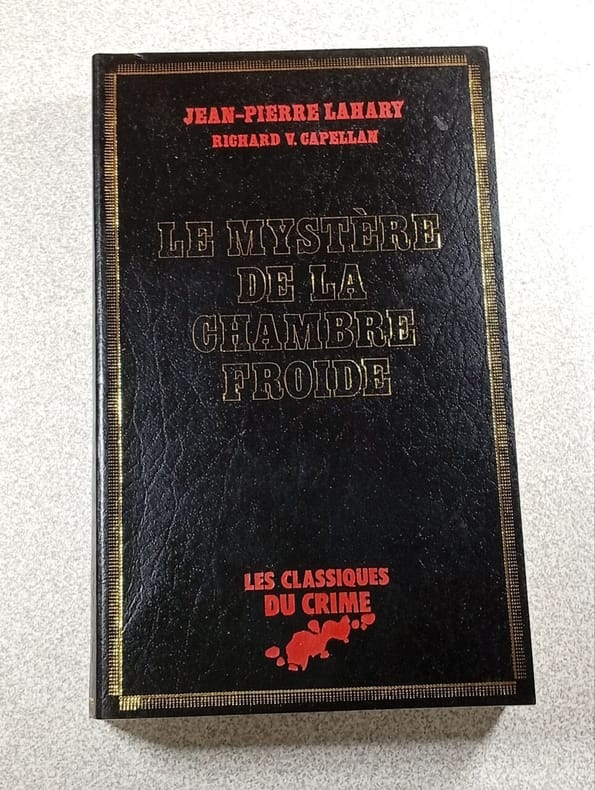 JEAN-PIERRE LAHARY
RICHARD V. CAPELLAN
LE MYSTÈRE
DE LA
CHAMBRE
FROIDE
LES CLASSIQUES
DU CRIME